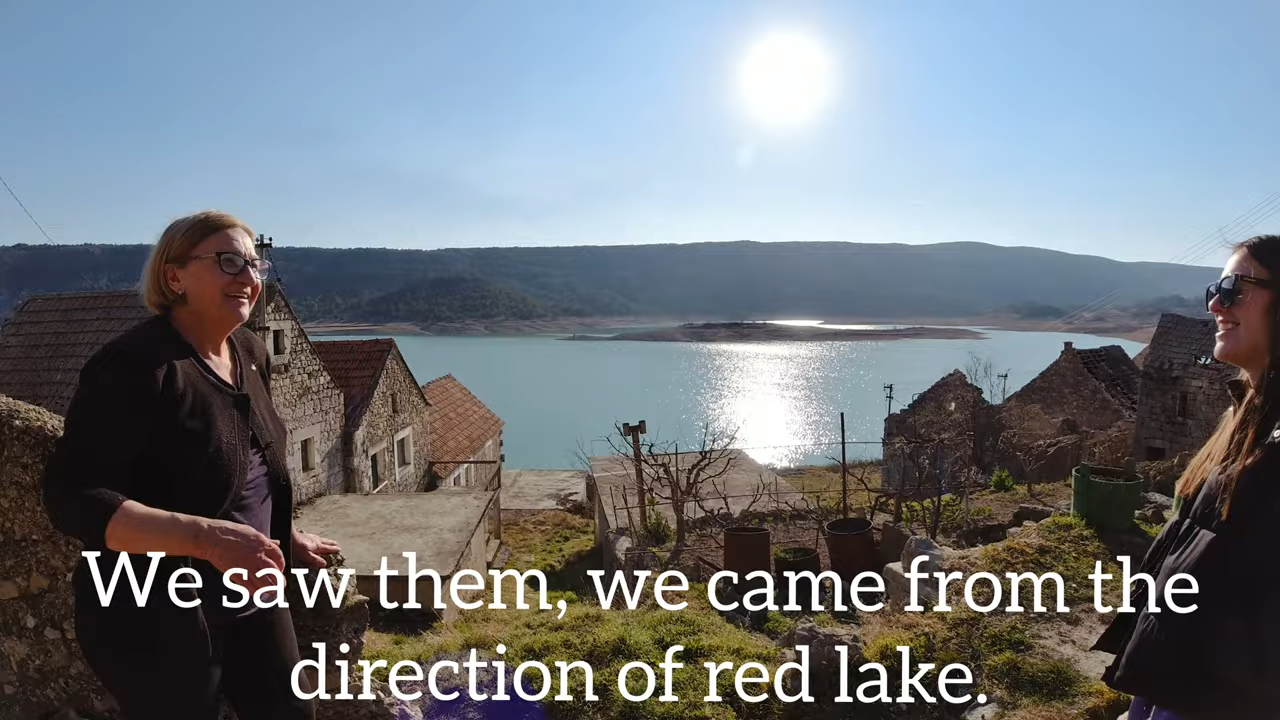 We saw them, we came from the
direction of red lake.